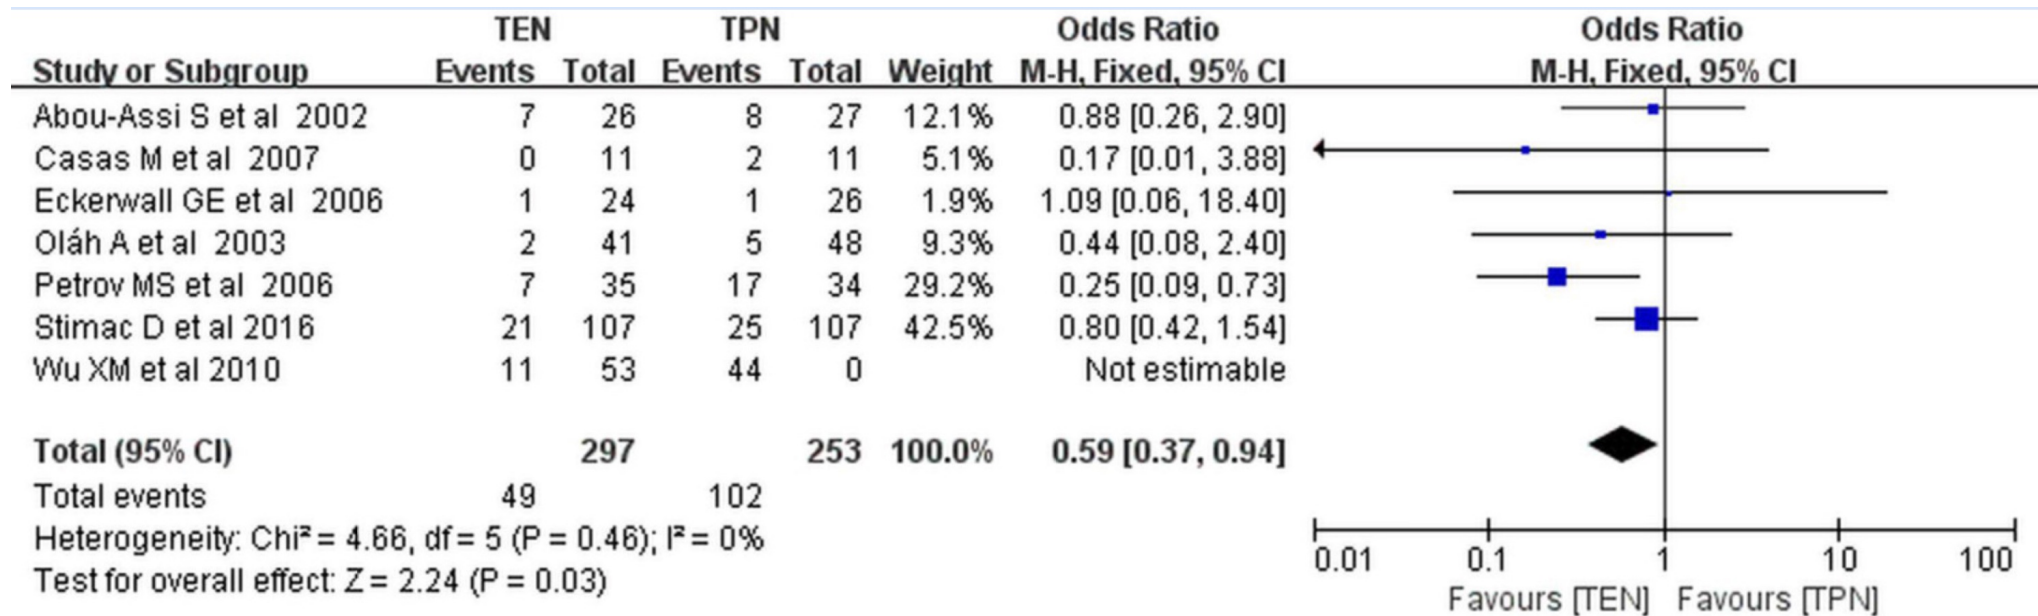 TEN TPN Odds Ratio Odds Ratio
Study or Subgroup Events Total Events Total Weight M-H, Fixed, 95% CI M-H, Fixed, 95% CI
Abou-Assi S et al 2002 7 26 8 27 12.1% 0.88 [0.26, 2.90]
Casas M et al 2007 0 11 2 11 5.1% 0.17 [0.01, 3.88]
Eckerwall GE et al 2006 1 24 1 26 1.9% 1.09 [0.06, 18.40]
Oláh A et al 2003 2 41 5 48 9.3% 0.44 [0.08, 2.40]
Petrov MS et al 2006 7 35 17 34 29.2% 0.25 [0.09, 0.73]
Stimac D et al 2016 21 107 25 107 42.5% 0.80 [0.42, 1.54]
Wu XM et al 2010 11 53 44 0 Not estimable
Total (95% CI) 297 253 100.0% 0.59 [0.37, 0.94]
Total events 49 102
Heterogeneity: Chi² = 4.66, df = 5 (P = 0.46); I² = 0%
Test for overall effect: Z = 2.24 (P = 0.03)
0.01 0.1 1 10 100
Favours [TEN] Favours [TPN]